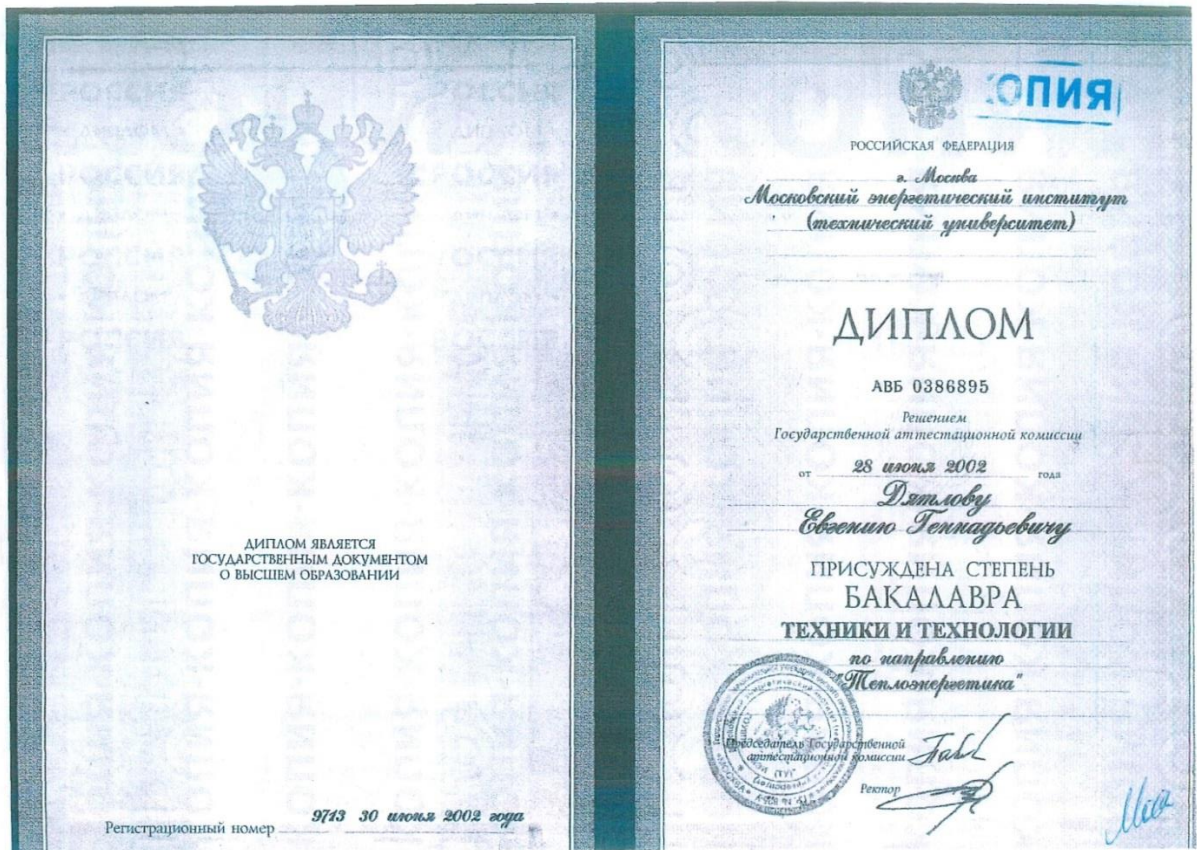 ДИПЛОМ ЯВЛЯЕТСЯ
ГОСУДАРСТВЕННЫМ ДОКУМЕНТОМ
О ВЫСШЕМ ОБРАЗОВАНИИ
Регистрационный номер 9713 30 июня 2002 года
КОПИЯ
РОССИЙСКАЯ ФЕДЕРАЦИЯ
г. Москва
Московский энергетический институт
(технический университет)
ДИПЛОМ
АВБ 0386895
Решением
Государственной аттестационной комиссии
от 28 июня 2002 года
Дятлову
Евгению Геннадьевичу
ПРИСУЖДЕНА СТЕПЕНЬ
БАКАЛАВРА
ТЕХНИКИ И ТЕХНОЛОГИИ
по направлению
"Теплоэнергетика"
Председатель Государственной
аттестационной комиссии
Ректор